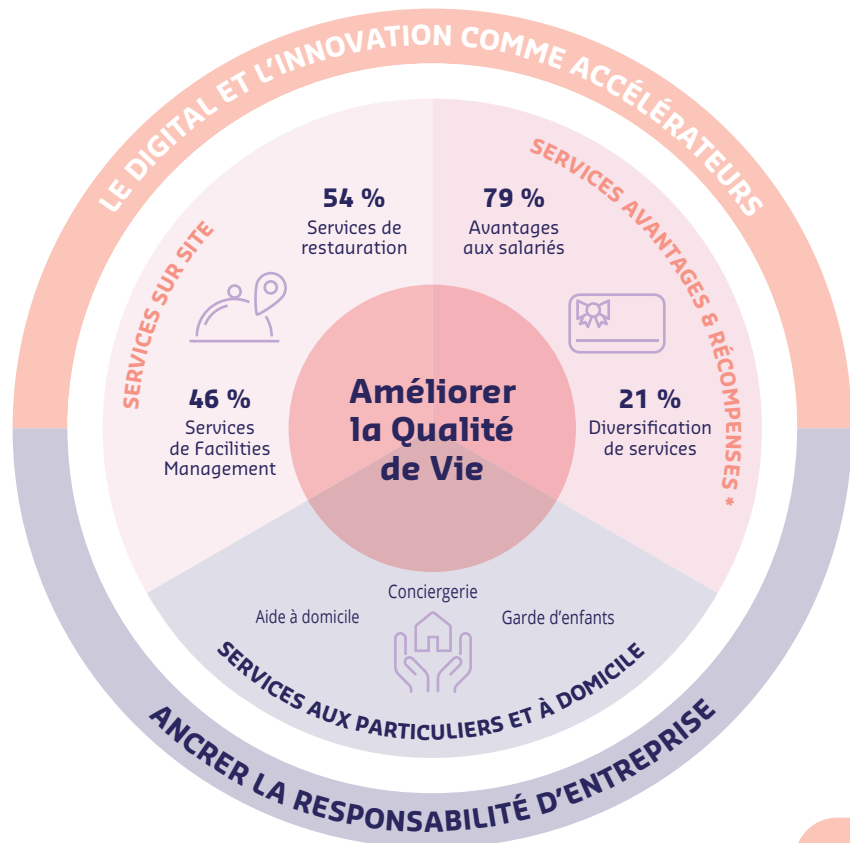 LE DIGITAL ET L'INNOVATION COMME ACCÉLÉRATEURS
SERVICES SUR SITE
54 %
Services de
restauration
46 %
Services
de Facilities
Management
SERVICES AVANTAGES & RÉCOMPENSES *
79 %
Avantages
aux salariés
21 %
Diversification
de services
Améliorer
la Qualité
de Vie
Conciergerie
Aide à domicile
Garde d'enfants
SERVICES AUX PARTICULIERS ET À DOMICILE
ANCRER LA RESPONSABILITÉ D'ENTREPRISE